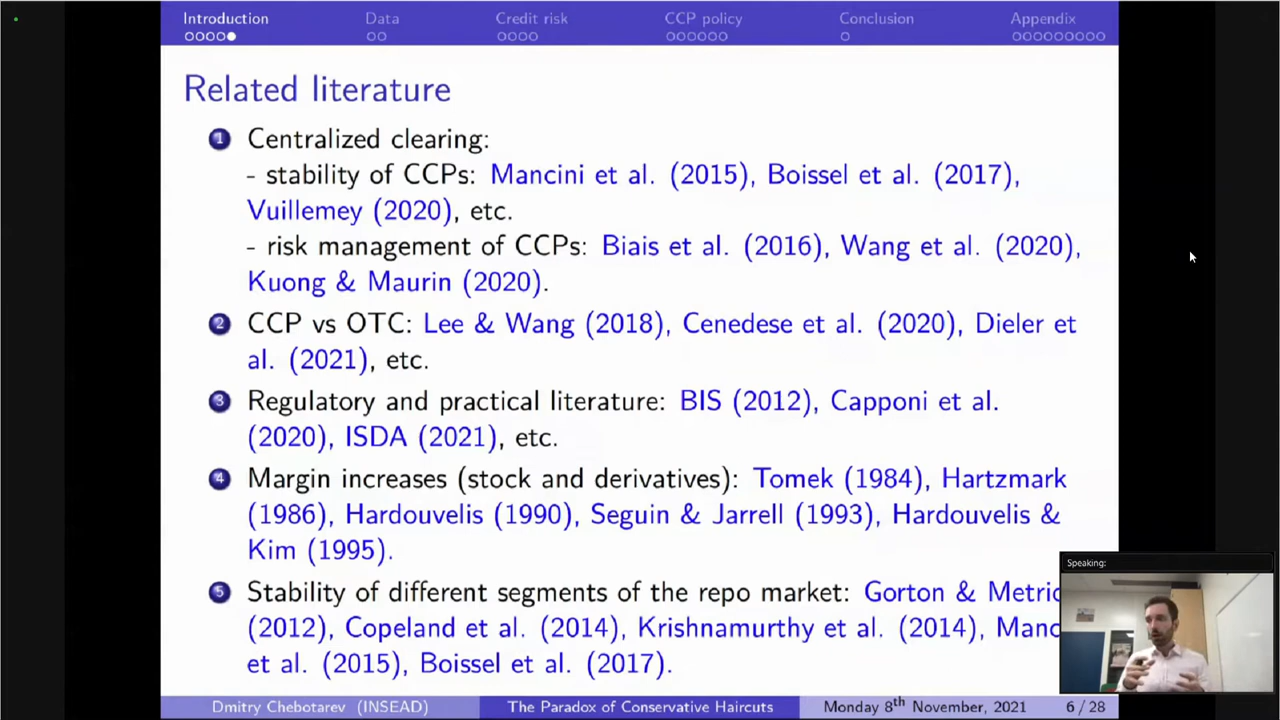 Introduction Data Credit risk CCP policy Conclusion Appendix
Related literature
1 Centralized clearing:
- stability of CCPs: Mancini et al. (2015), Boissel et al. (2017),
Vuillemey (2020), etc.
- risk management of CCPs: Biais et al. (2016), Wang et al. (2020),
Kuong & Maurin (2020).
2 CCP vs OTC: Lee & Wang (2018), Cenedese et al. (2020), Dieler et
al. (2021), etc.
3 Regulatory and practical literature: BIS (2012), Capponi et al.
(2020), ISDA (2021), etc.
4 Margin increases (stock and derivatives): Tomek (1984), Hartzmark
(1986), Hardouvelis (1990), Seguin & Jarrell (1993), Hardouvelis &
Kim (1995).
5 Stability of different segments of the repo market: Gorton & Metric
(2012), Copeland et al. (2014), Krishnamurthy et al. (2014), Manc
et al. (2015), Boissel et al. (2017).
Speaking:
Dmitry Chebotarev (INSEAD) The Paradox of Conservative Haircuts Monday 8th November, 2021 6 / 28